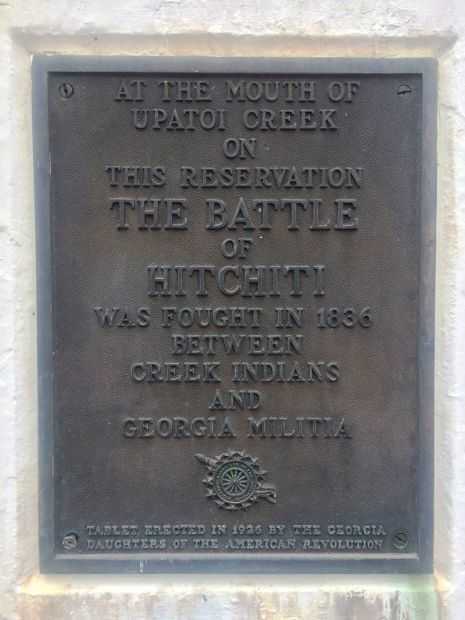 AT THE MOUTH OF
UPATOI CREEK
ON
THIS RESERVATION
THE BATTLE
OF
HITCHITI
WAS FOUGHT IN 1836
BETWEEN
CREEK INDIANS
AND
GEORGIA MILITIA
TABLET, ERECTED IN 1926 BY THE GEORGIA
DAUGHTERS OF THE AMERICAN REVOLUTION